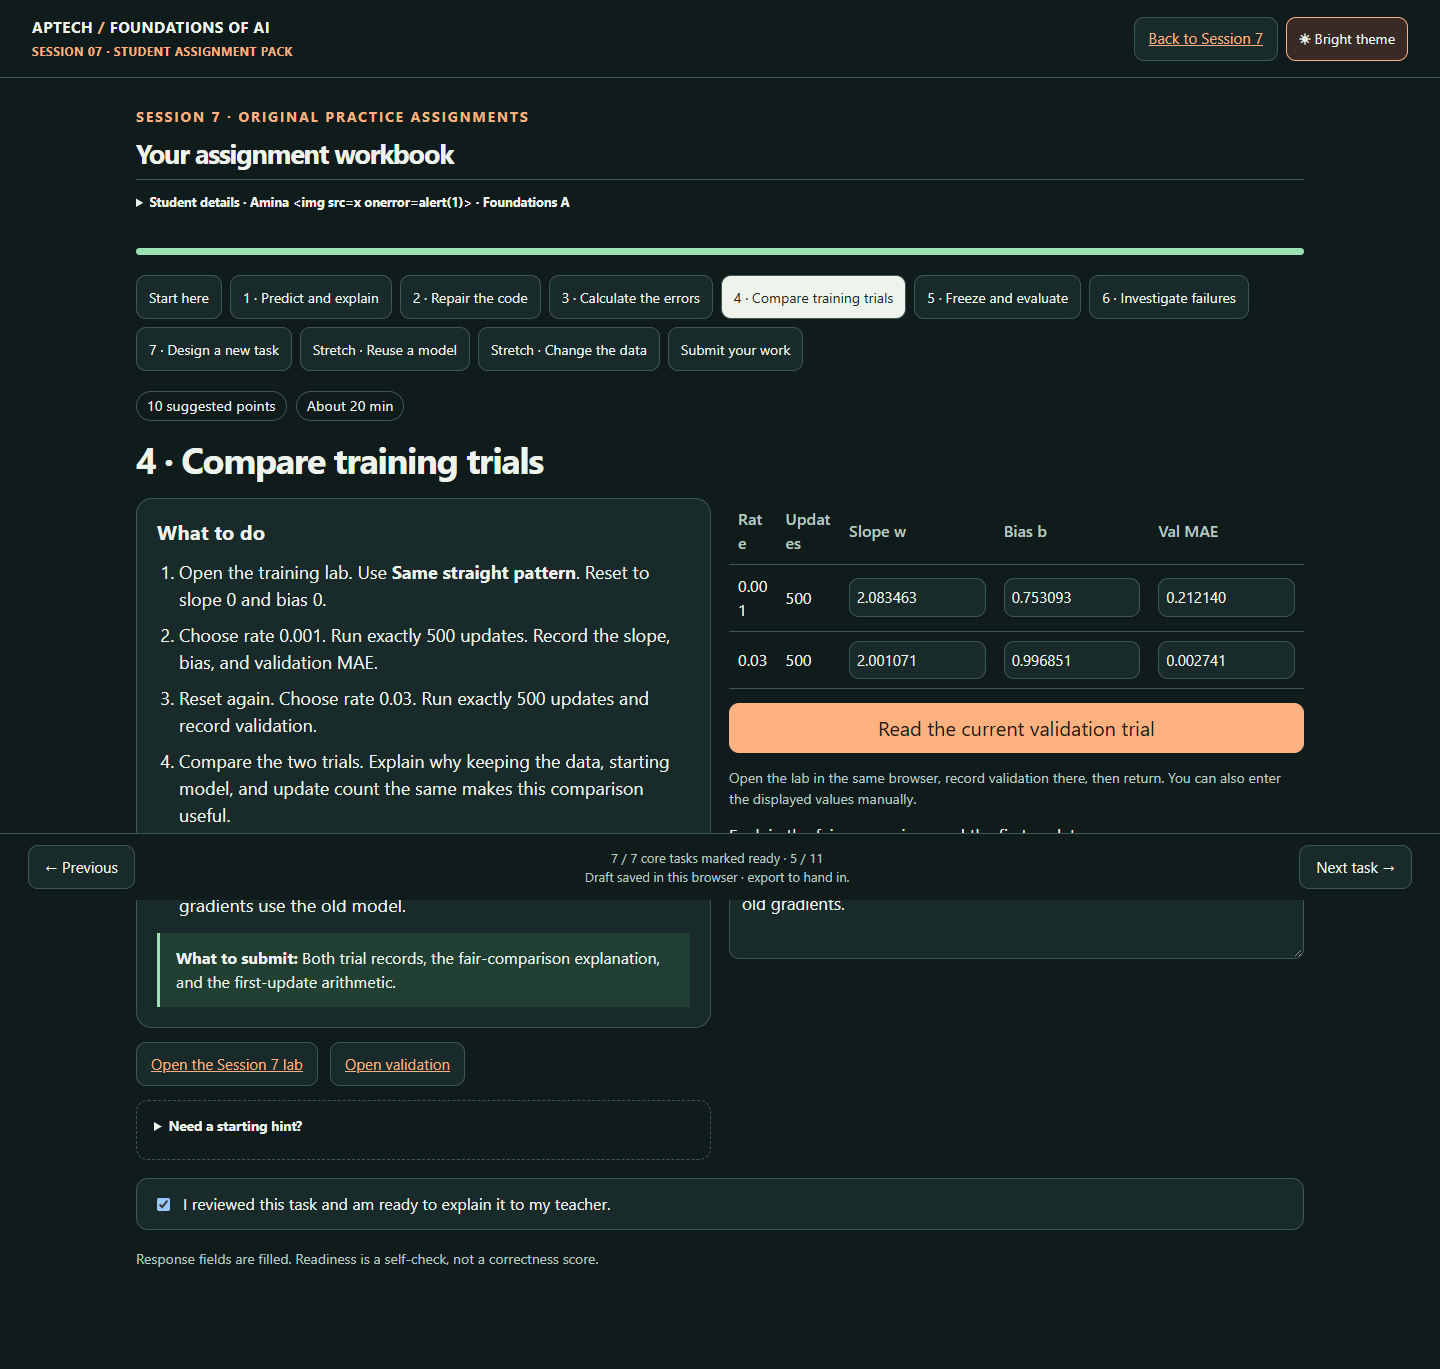 APTECH / FOUNDATIONS OF AI
SESSION 07 · STUDENT ASSIGNMENT PACK
Back to Session 7
☀ Bright theme
SESSION 7 · ORIGINAL PRACTICE ASSIGNMENTS
Your assignment workbook
▶ Student details · Amina <img src=x onerror=alert(1)> · Foundations A
Start here
1 · Predict and explain
2 · Repair the code
3 · Calculate the errors
4 · Compare training trials
5 · Freeze and evaluate
6 · Investigate failures
7 · Design a new task
Stretch · Reuse a model
Stretch · Change the data
Submit your work
10 suggested points
About 20 min
4 · Compare training trials
What to do
1. Open the training lab. Use Same straight pattern. Reset to
slope 0 and bias 0.
2. Choose rate 0.001. Run exactly 500 updates. Record the slope,
bias, and validation MAE.
3. Reset again. Choose rate 0.03. Run exactly 500 updates and
record validation.
4. Compare the two trials. Explain why keeping the data, starting
model, and update count the same makes this comparison
useful.
gradients use the old model.
What to submit: Both trial records, the fair-comparison explanation,
and the first-update arithmetic.
Open the Session 7 lab
Open validation
▶ Need a starting hint?
Rat
e
Updat
es
Slope w
Bias b
Val MAE
0.00
1
500
2.083463
0.753093
0.212140
0.03
500
2.001071
0.996851
0.002741
Read the current validation trial
Open the lab in the same browser, record validation there, then return. You can also enter
the displayed values manually.
old gradients.
I reviewed this task and am ready to explain it to my teacher.
Response fields are filled. Readiness is a self-check, not a correctness score.
← Previous
7 / 7 core tasks marked ready · 5 / 11
Draft saved in this browser · export to hand in.
Next task →